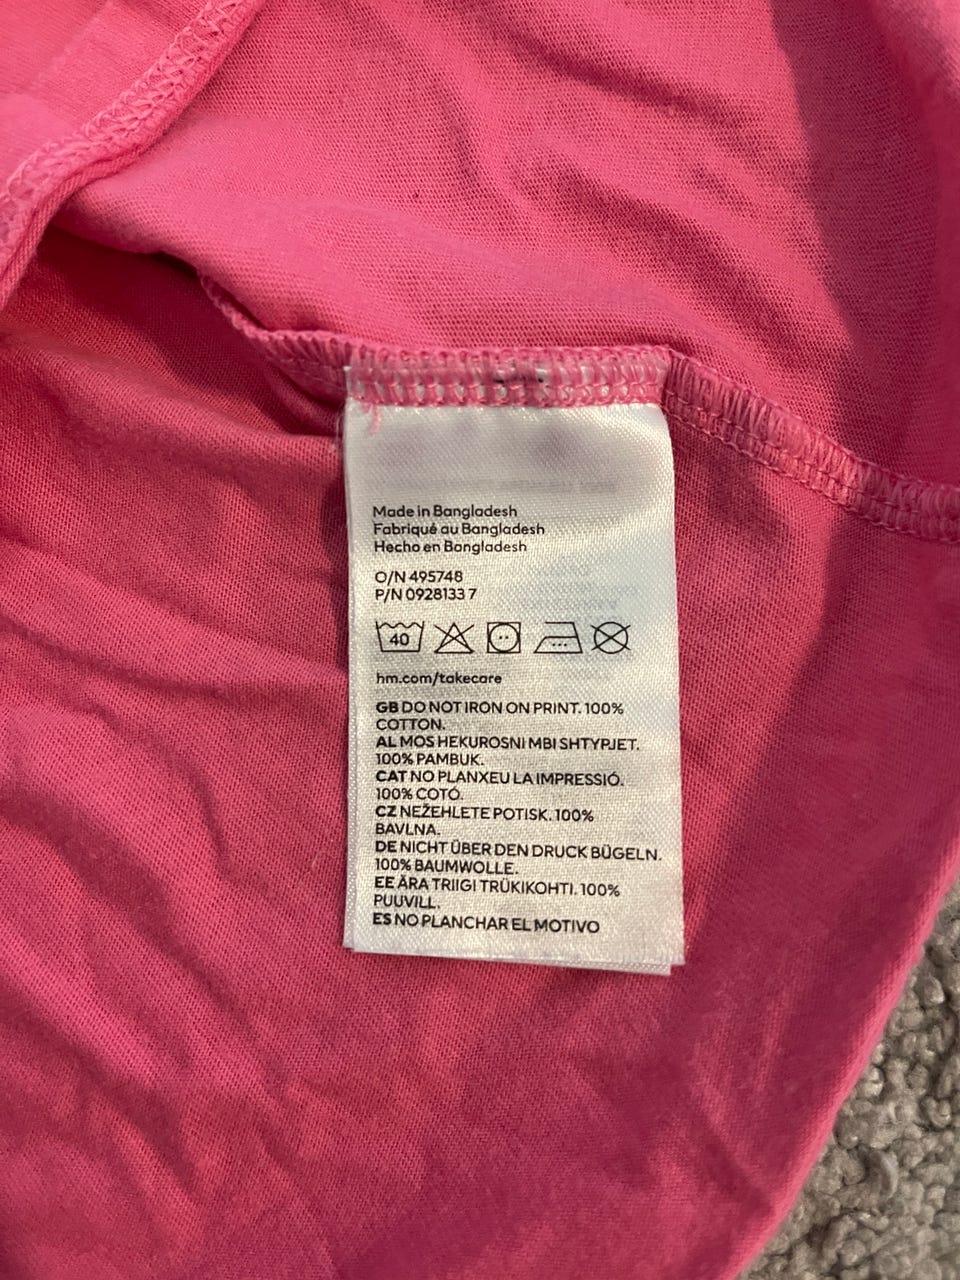 Made in Bangladesh
Fabriqué au Bangladesh
Hecho en Bangladesh
O/N 495748
P/N 0928133 7
40
hm.com/takecare
GB DO NOT IRON ON PRINT. 100%
COTTON.
AL MOS HEKUROSNI MBI SHTYPJET.
100% PAMBUK.
CAT NO PLANXEU LA IMPRESSIÓ.
100% COTÓ.
CZ NEŽEHLETE POTISK. 100%
BAVLNA.
DE NICHT ÜBER DEN DRUCK BÜGELN.
100% BAUMWOLLE.
EE ÄRA TRIIGI TRÜKIKOHTI. 100%
PUUVILL.
ES NO PLANCHAR EL MOTIVO